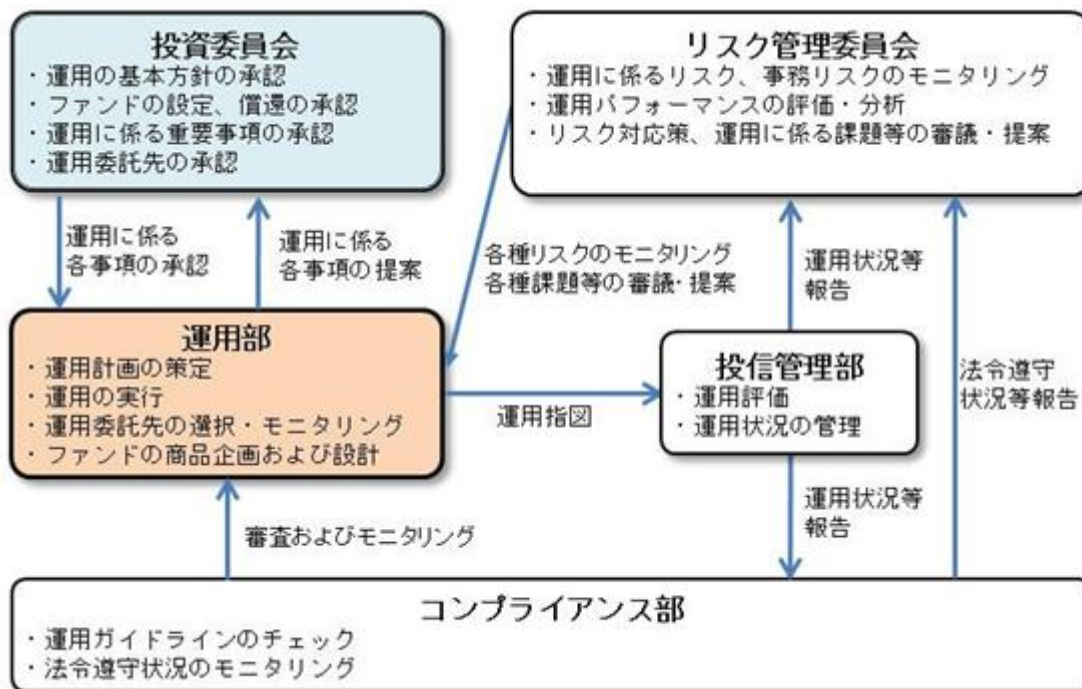 投資委員会
・運用の基本方針の承認
・ファンドの設定、償還の承認
・運用に係る重要事項の承認
・運用委託先の承認
リスク管理委員会
・運用に係るリスク、事務リスクのモニタリング
・運用パフォーマンスの評価・分析
・リスク対応策、運用に係る課題等の審議・提案
運用に係る
各事項の承認
運用に係る
各事項の提案
各種リスクのモニタリング
各種課題等の審議・提案
運用状況等
報告
運用部
・運用計画の策定
・運用の実行
・運用委託先の選択・モニタリング
・ファンドの商品企画および設計
運用指図
投信管理部
・運用評価
・運用状況の管理
法令遵守
状況等報告
審査およびモニタリング
運用状況等
報告
コンプライアンス部
・運用ガイドラインのチェック
・法令遵守状況のモニタリング